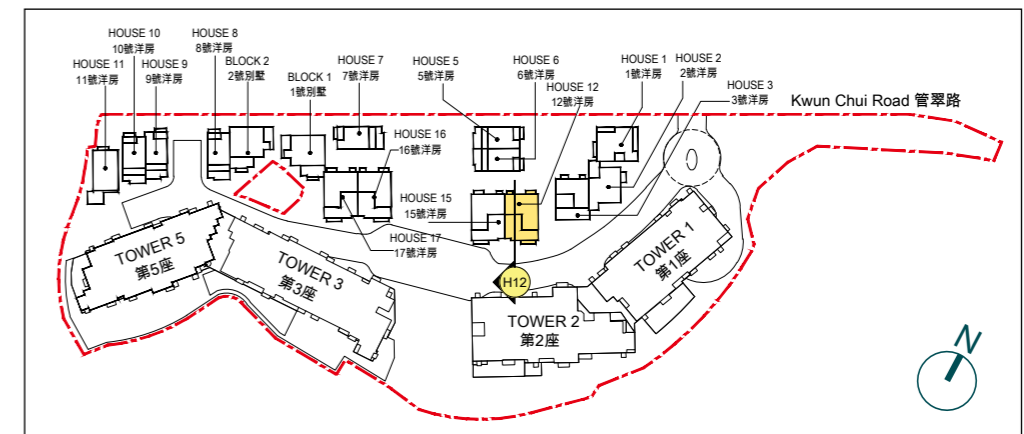 HOUSE 10
10號洋房
HOUSE 8
8號洋房
HOUSE 11
11號洋房
HOUSE 9
9號洋房
BLOCK 2
2號別墅
BLOCK 1
1號別墅
HOUSE 7
7號洋房
HOUSE 5
5號洋房
HOUSE 6
6號洋房
HOUSE 12
12號洋房
HOUSE 1
1號洋房
HOUSE 2
2號洋房
HOUSE 3
3號洋房
Kwun Chui Road 管翠路
HOUSE 16
16號洋房
HOUSE 15
15號洋房
HOUSE 17
17號洋房
TOWER 5
第5座
TOWER 3
第3座
H12
TOWER 2
第2座
TOWER 1
第1座
N